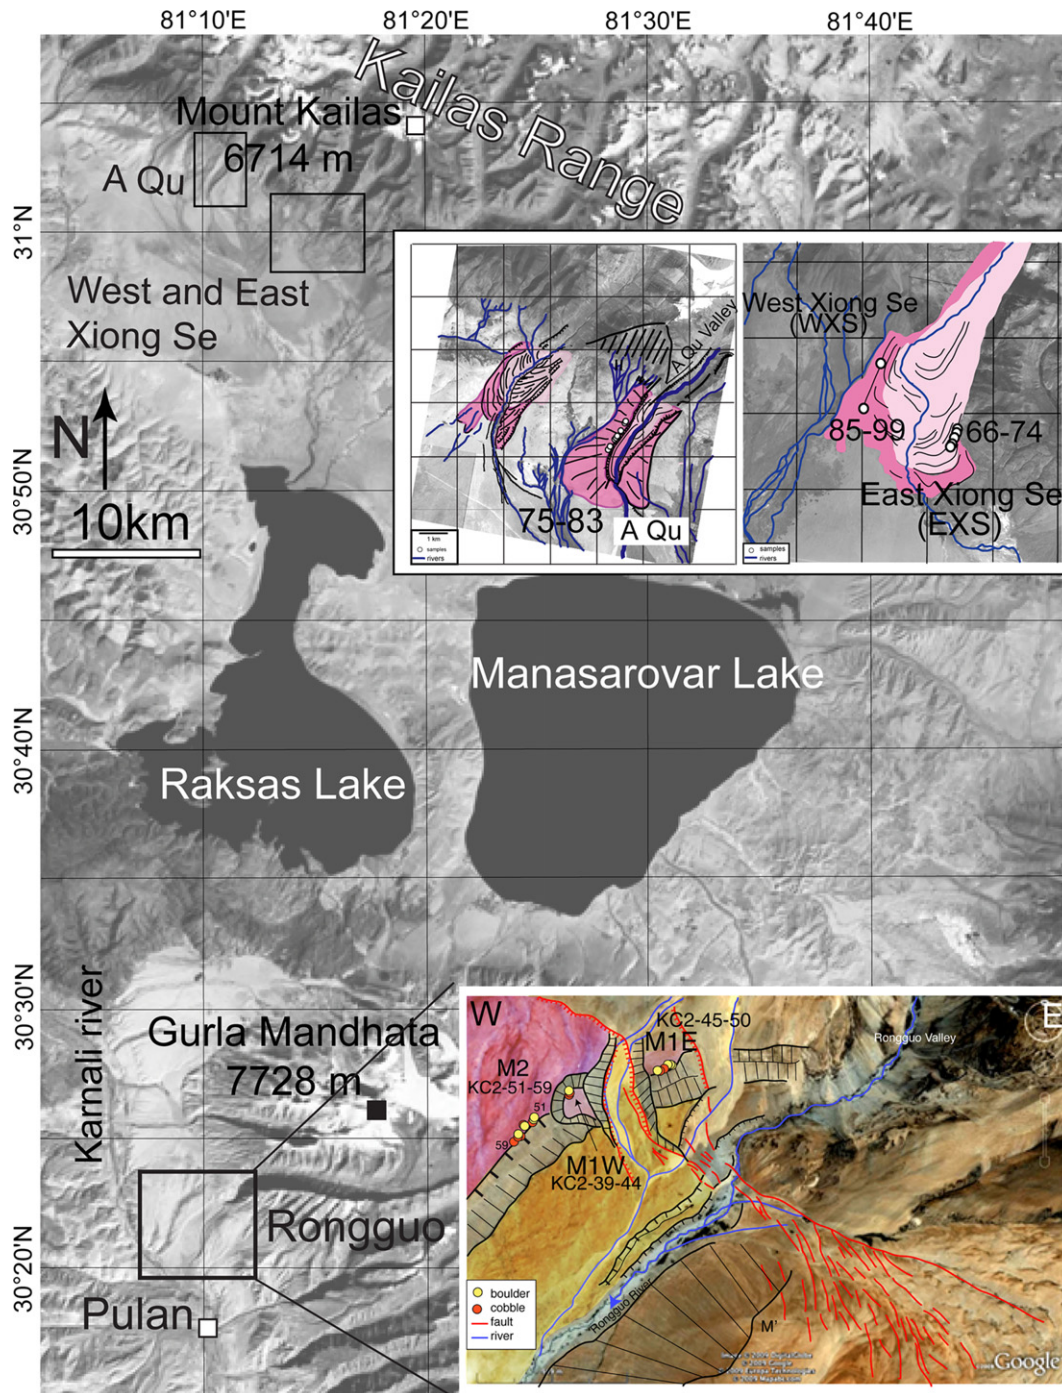 81°10'E
81°20'E
81°30'E
81°40'E
Kailas Range
Mount Kailas
6714 m
A Qu
31°N
West and East
Xiong Se
A Qu Valley
75-83
A Qu
1 km
samples
rivers
West Xiong Se
(WXS)
85-99
66-74
East Xiong Se
(EXS)
samples
rivers
N
30°50'N
10km
Manasarovar Lake
30°40'N
Raksas Lake
30°30'N
Karnali river
Gurla Mandhata
7728 m
Rongguo
30°20'N
Pulan
W
E
KC2-45-50
M1E
Rongguo Valley
M2
KC2-51-59
51
59
M1W
KC2-39-44
boulder
cobble
fault
river
Rongguo River
M'
© 2009 Google
Google